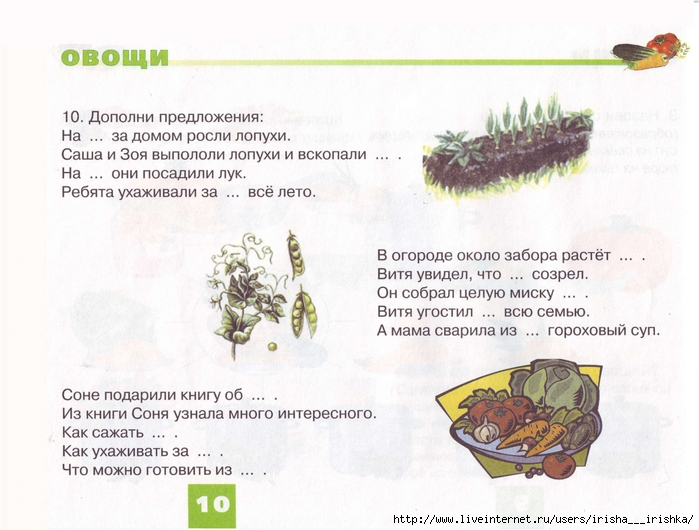 ОВОЩИ
10. Дополни предложения:
На ... за домом росли лопухи.
Саша и Зоя выпололи лопухи и вскопали ... .
На ... они посадили лук.
Ребята ухаживали за ... всё лето.
В огороде около забора растёт ... .
Витя увидел, что ... созрел.
Он собрал целую миску ... .
Витя угостил ... всю семью.
А мама сварила из ... гороховый суп.
Соне подарили книгу об ... .
Из книги Соня узнала много интересного.
Как сажать ... .
Как ухаживать за ... .
Что можно готовить из ... .
10
http://www.liveinternet.ru/users/irisha___irishka/